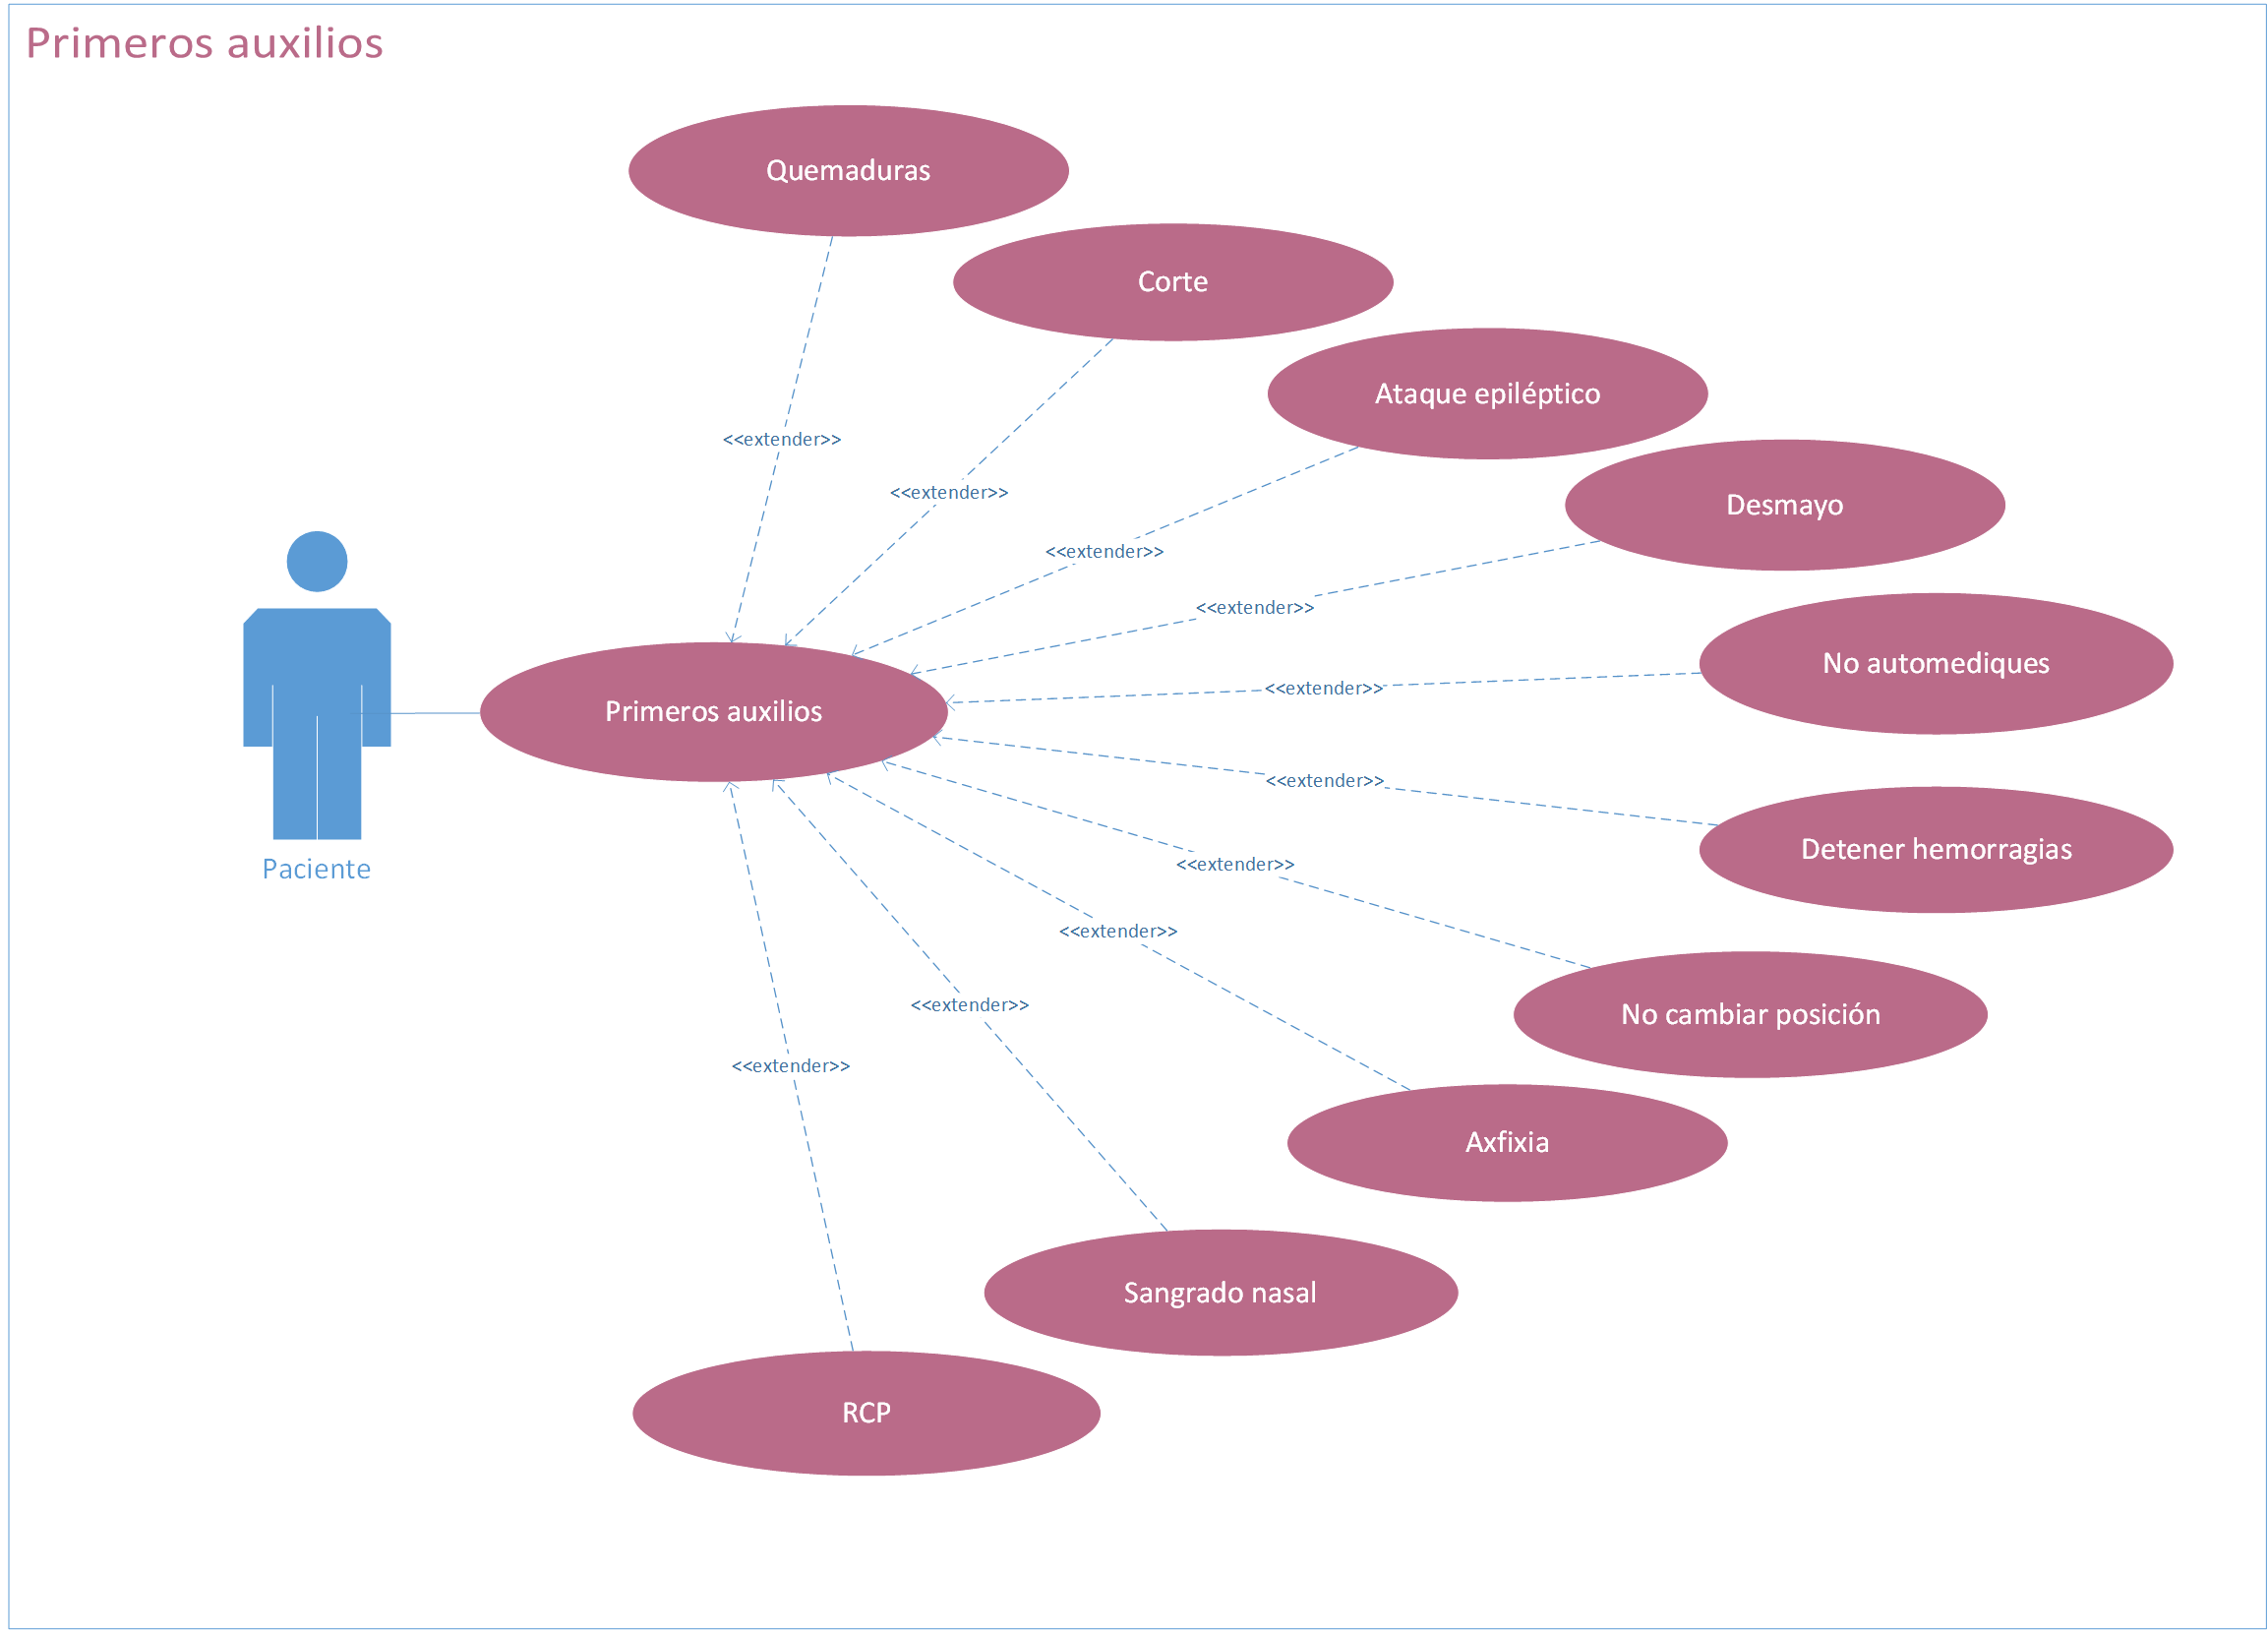 Primeros auxilios
Quemaduras
Corte
Ataque epiléptico
<<extender>>
<<extender>>
Desmayo
<<extender>>
<<extender>>
No automediques
<<extender>>
Primeros auxilios
<<extender>>
Detener hemorragias
<<extender>>
Paciente
<<extender>>
<<extender>>
No cambiar posición
<<extender>>
Axfixia
Sangrado nasal
RCP